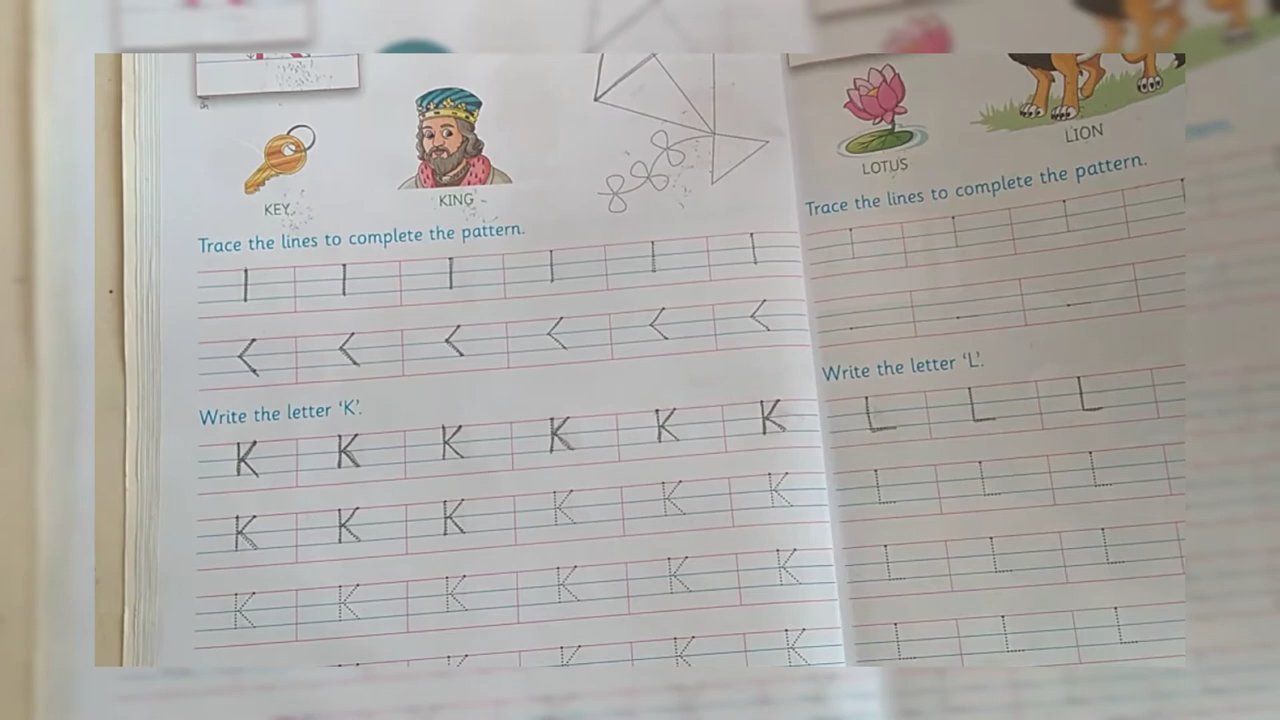 KEY
KING
Trace the lines to complete the pattern.
Write the letter ‘K’.
K K K K K K
K K K K K K
K K K K K K
K K
LOTUS
LION
Trace the lines to complete the pattern.
Write the letter ‘L’.
L L L
L L L
L L L
L L L